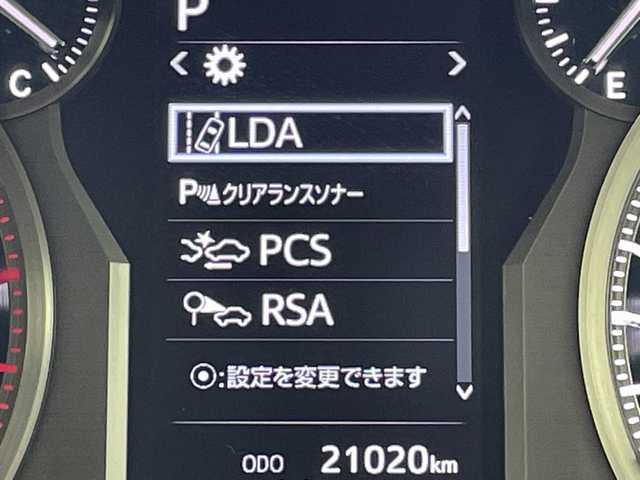 P
C
E
LDA
P クリアランスソナー
PCS
RSA
⦿:設定を変更できます
ODO 21020km